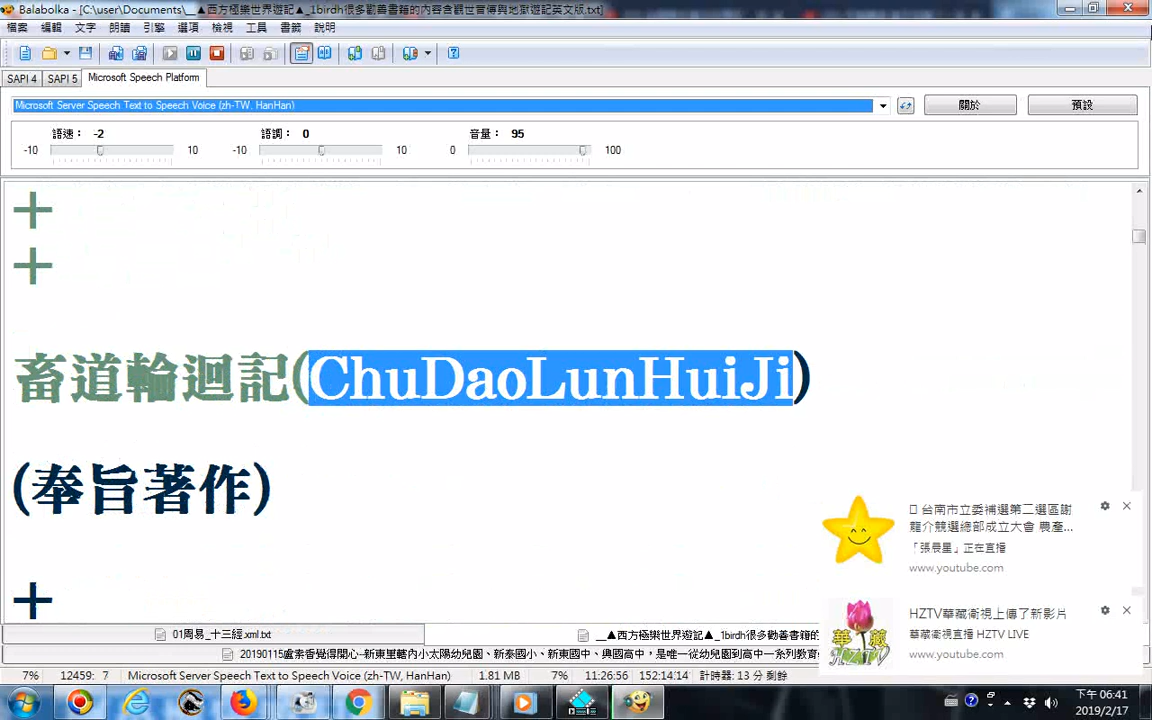 Balabolka - [C:\user\Documents\__▲西方極樂世界遊記▲_1birdh很多勸善書籍的內容含觀世音傳與地獄遊記英文版.txt]
檔案 編輯 文字 朗讀 引擎 選項 檢視 工具 書籤 說明
SAPI 4 SAPI 5 Microsoft Speech Platform
Microsoft Server Speech Text to Speech Voice (zh-TW, HanHan) 關於 預設
語速： -2 語調： 0 音量： 95
-10 10 -10 10 0 100
+
+
畜道輪迴記(ChuDaoLunHuiJi)
(奉旨著作)
+
台南市立委補選第二選區謝
龍介競選總部成立大會 農產...
「張晨星」正在直播
www.youtube.com
HZTV華藏衛視上傳了新影片
華藏衛視直播 HZTV LIVE
www.youtube.com
華藏
HZTV
01周易_十三經.xml.txt __▲西方極樂世界遊記▲_1birdh很多勸善書籍的
20190115盧素香覺得開心--新東里轄內小太陽幼兒園、新泰國小、新東國中、興國高中，是唯一從幼兒園到高中一系列教育
7% 12459: 7 Microsoft Server Speech Text to Speech Voice (zh-TW, HanHan) 1.81 MB 7% 11:26:56 152:14:14 計時器: 13 分 剩餘
下午 06:41
2019/2/17